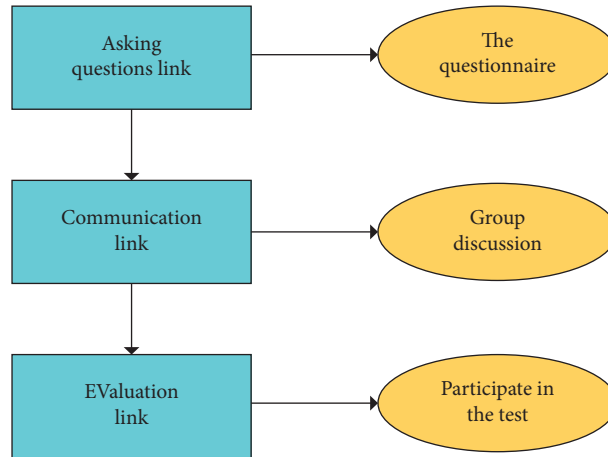 Asking
questions link
The
questionnaire
Communication
link
Group
discussion
EValuation
link
Participate in
the test